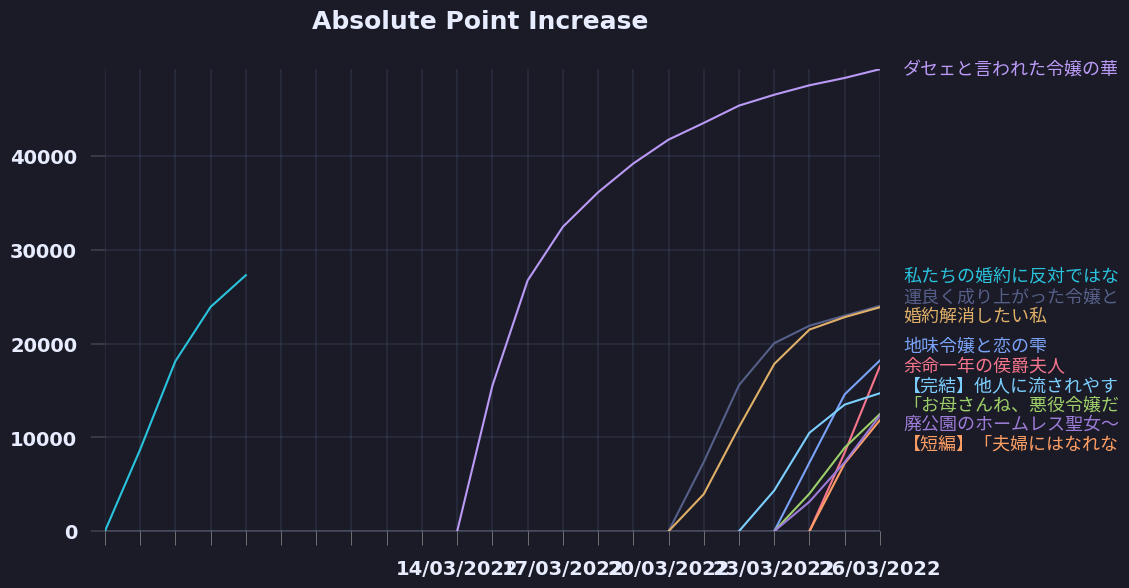 Absolute Point Increase
ダセェと言われた令嬢の華
40000
30000
私たちの婚約に反対ではな
運良く成り上がった令嬢と
婚約解消したい私
20000
地味令嬢と恋の雫
余命一年の侯爵夫人
【完結】他人に流されやす
「お母さんね、悪役令嬢だ
廃公園のホームレス聖女～
10000
【短編】「夫婦にはなれな
0
14/03/2022
17/03/2022
20/03/2022
23/03/2022
26/03/2022